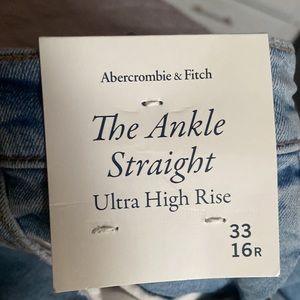 Abercrombie & Fitch
The Ankle
Straight
Ultra High Rise
33
16R